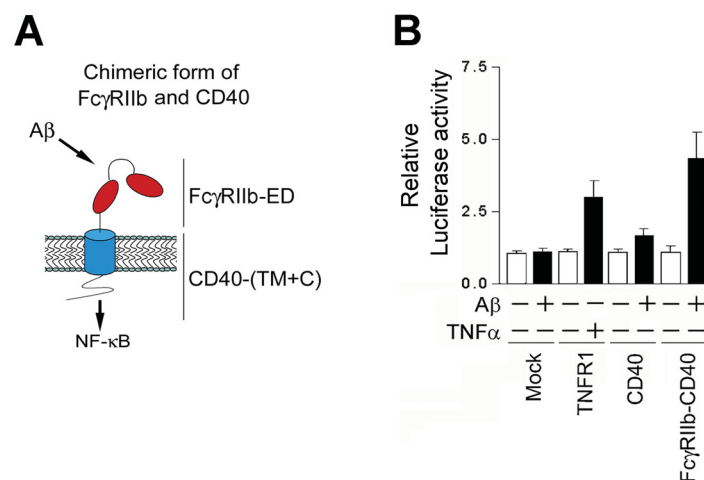 A
Chimeric form of
FcγRIIb and CD40
Aβ
FcγRIIb-ED
CD40-(TM+C)
NF-κB
B
Relative
Luciferase activity
7.5
5.0
2.5
0.0
Aβ – + – – – + – +
TNFα – – – + – – – –
Mock
TNFR1
CD40
FcγRIIb-CD40